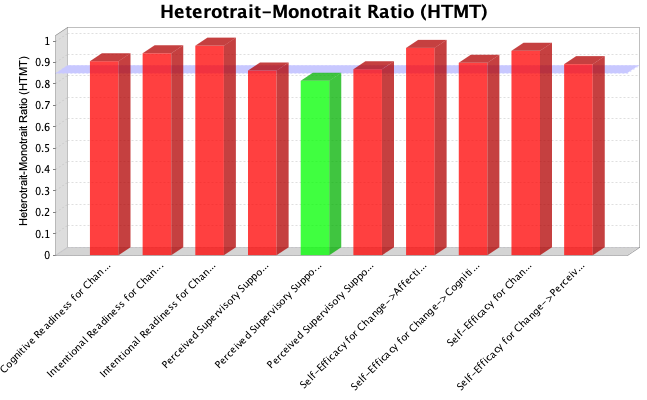 Heterotrait-Monotrait Ratio (HTMT)
Heterotrait-Monotrait Ratio (HTMT)
1
0.9
0.8
0.7
0.6
0.5
0.4
0.3
0.2
0.1
0
Cognitive Readiness for Chan...
Intentional Readiness for Chan...
Intentional Readiness for Chan...
Perceived Supervisory Suppo...
Perceived Supervisory Suppo...
Perceived Supervisory Suppo...
Self-Efficacy for Change->Affecti...
Self-Efficacy for Change-> Cogniti...
Self-Efficacy for Chan...
Self-Efficacy for Change->Perceiv...